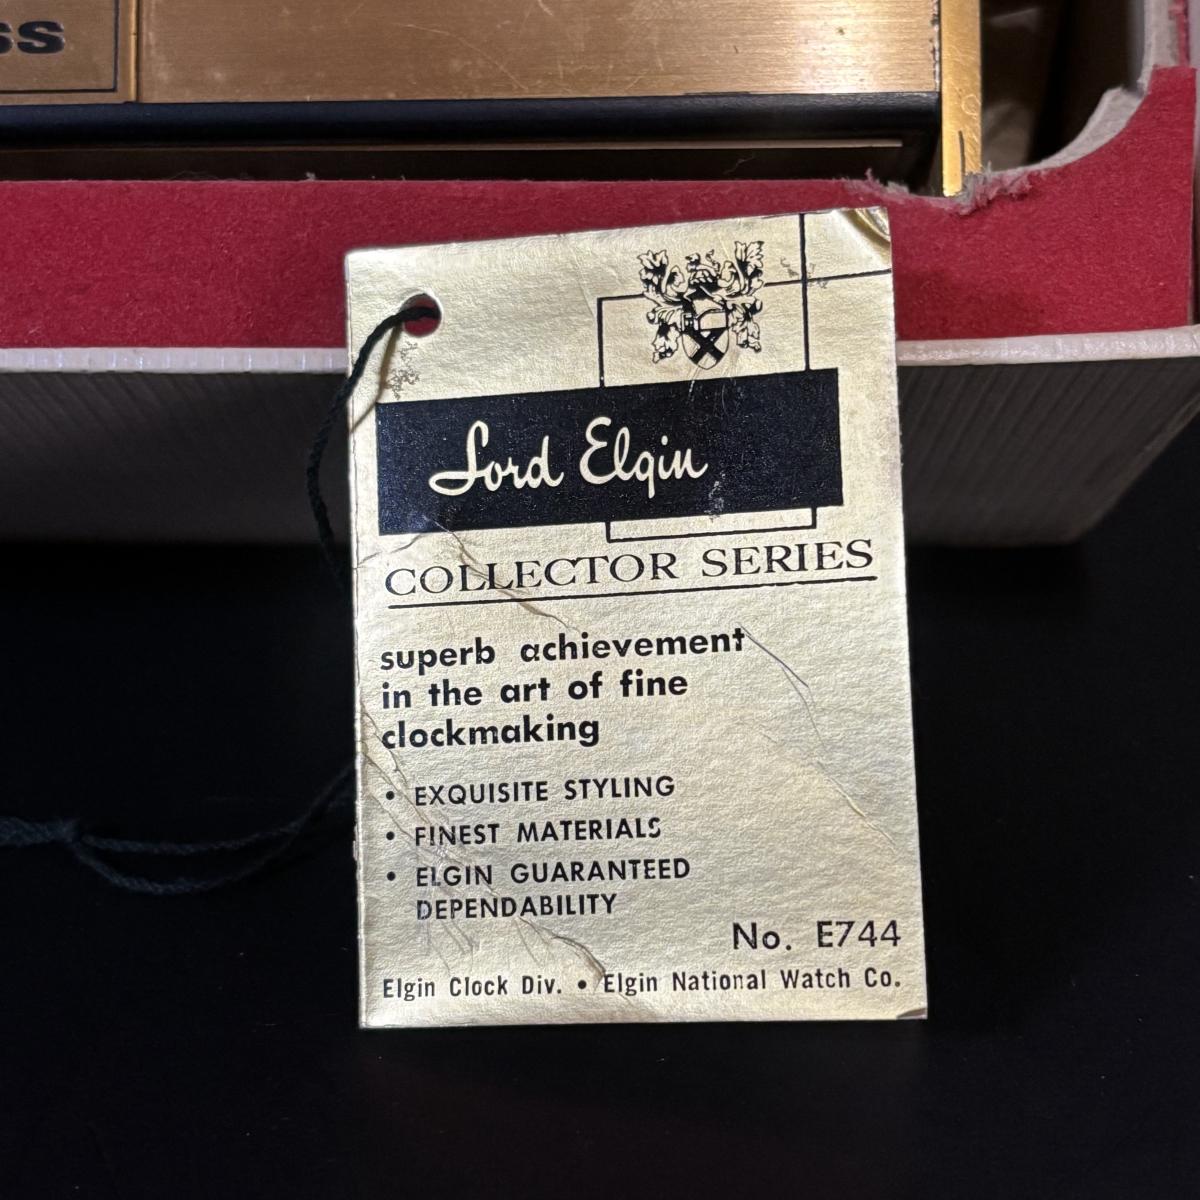 ss
Lord Elgin
COLLECTOR SERIES
superb achievement
in the art of fine
clockmaking
• EXQUISITE STYLING
• FINEST MATERIALS
• ELGIN GUARANTEED
DEPENDABILITY
No. E744
Elgin Clock Div. • Elgin National Watch Co.